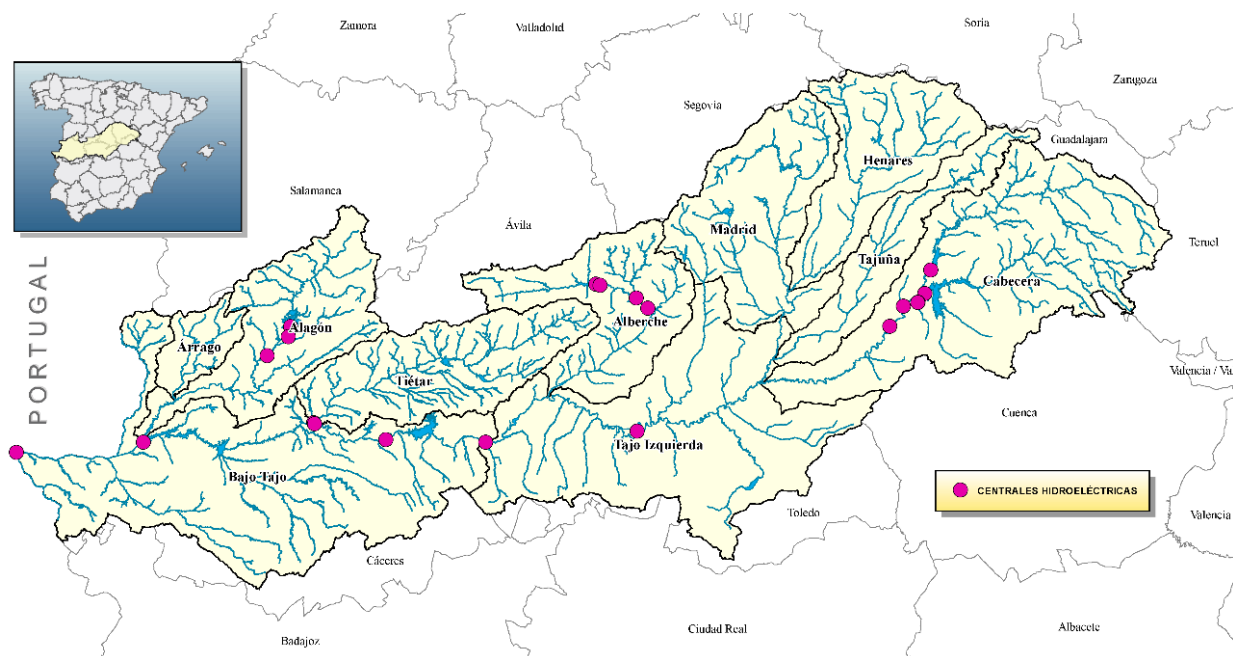 Zamora
Valladolid
Soria
Zaragoza
Segovia
Guadalajara
Henares
Salamanca
Ávila
Madrid
Teruel
Tajuña
Cabecera
PORTUGAL
Alagón
Árrago
Alberche
Valencia / Va
Tiétar
Cuenca
Tajo Izquierda
Bajo Tajo
CENTRALES HIDROELÉCTRICAS
Toledo
Valencia
Cáceres
Ciudad Real
Albacete
Badajoz